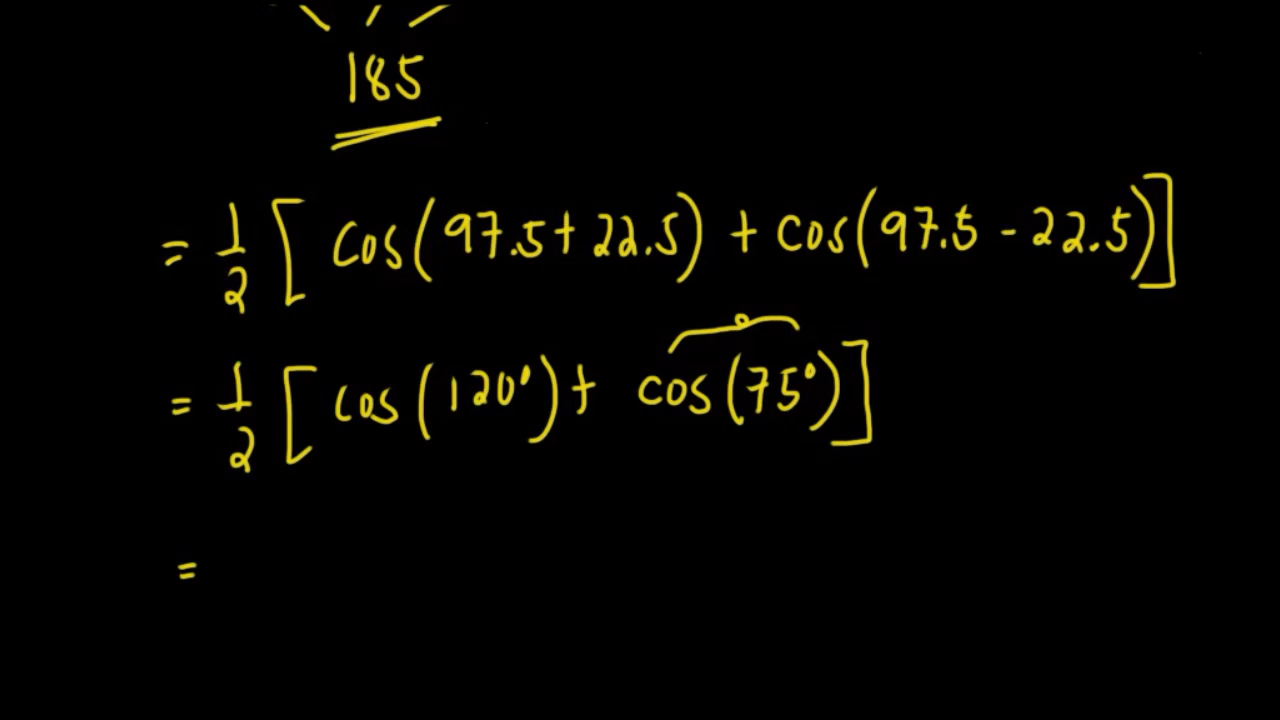 185
= 1/2 [ cos(97.5 + 22.5) + cos(97.5 - 22.5) ]
= 1/2 [ cos(120°) + cos(75°) ]
=